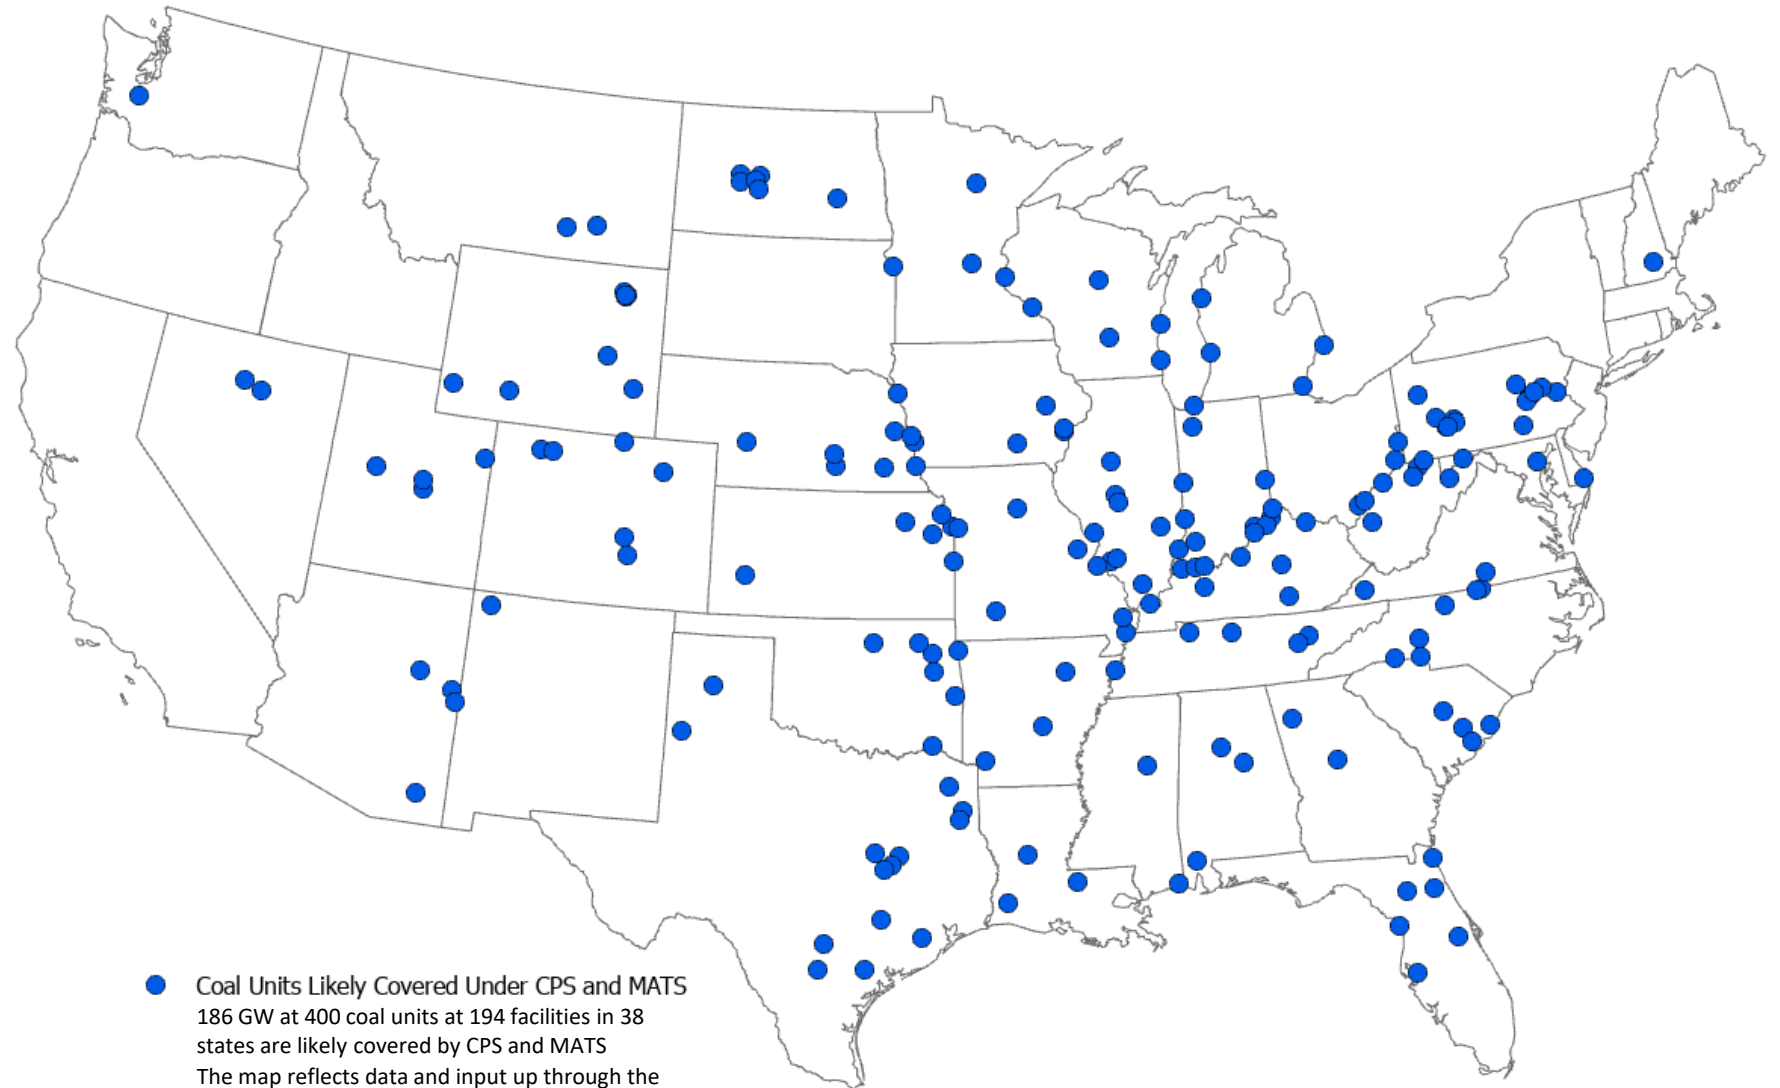 Coal Units Likely Covered Under CPS and MATS
186 GW at 400 coal units at 194 facilities in 38
states are likely covered by CPS and MATS
The map reflects data and input up through the